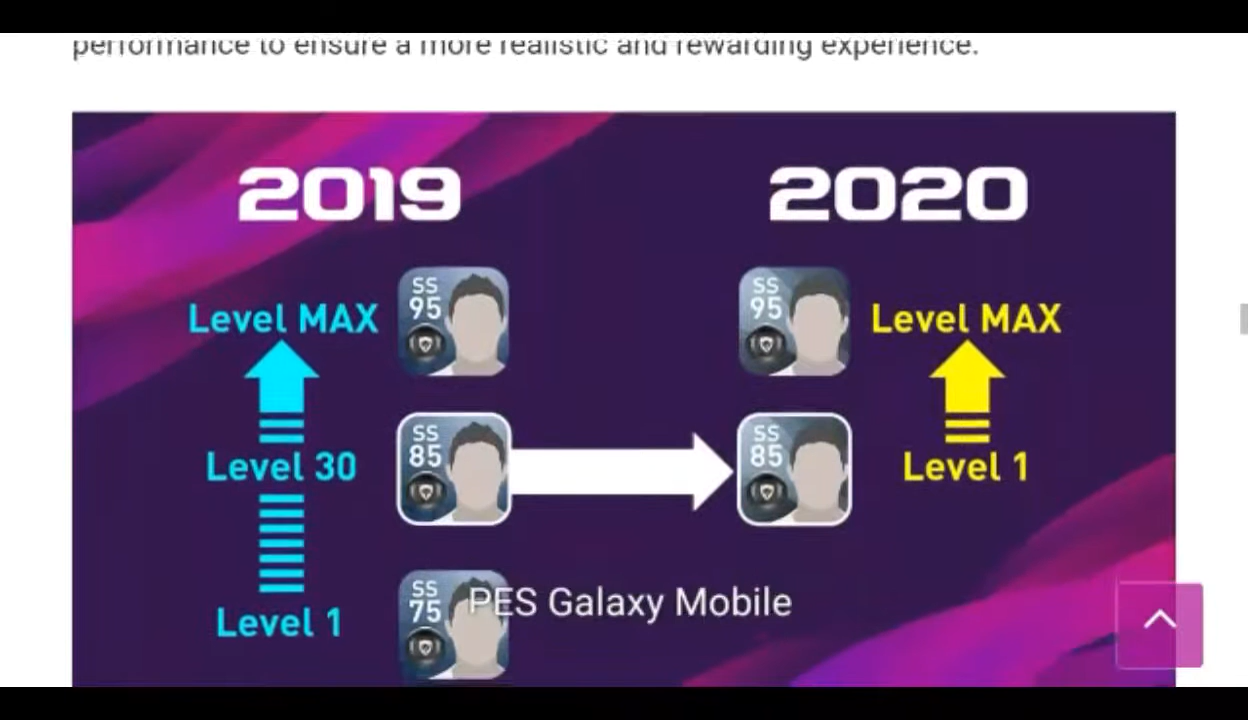 performance to ensure a more realistic and rewarding experience.
2019
2020
Level MAX
SS
95
SS
95
Level MAX
Level 30
SS
85
SS
85
Level 1
Level 1
SS
75
PES Galaxy Mobile